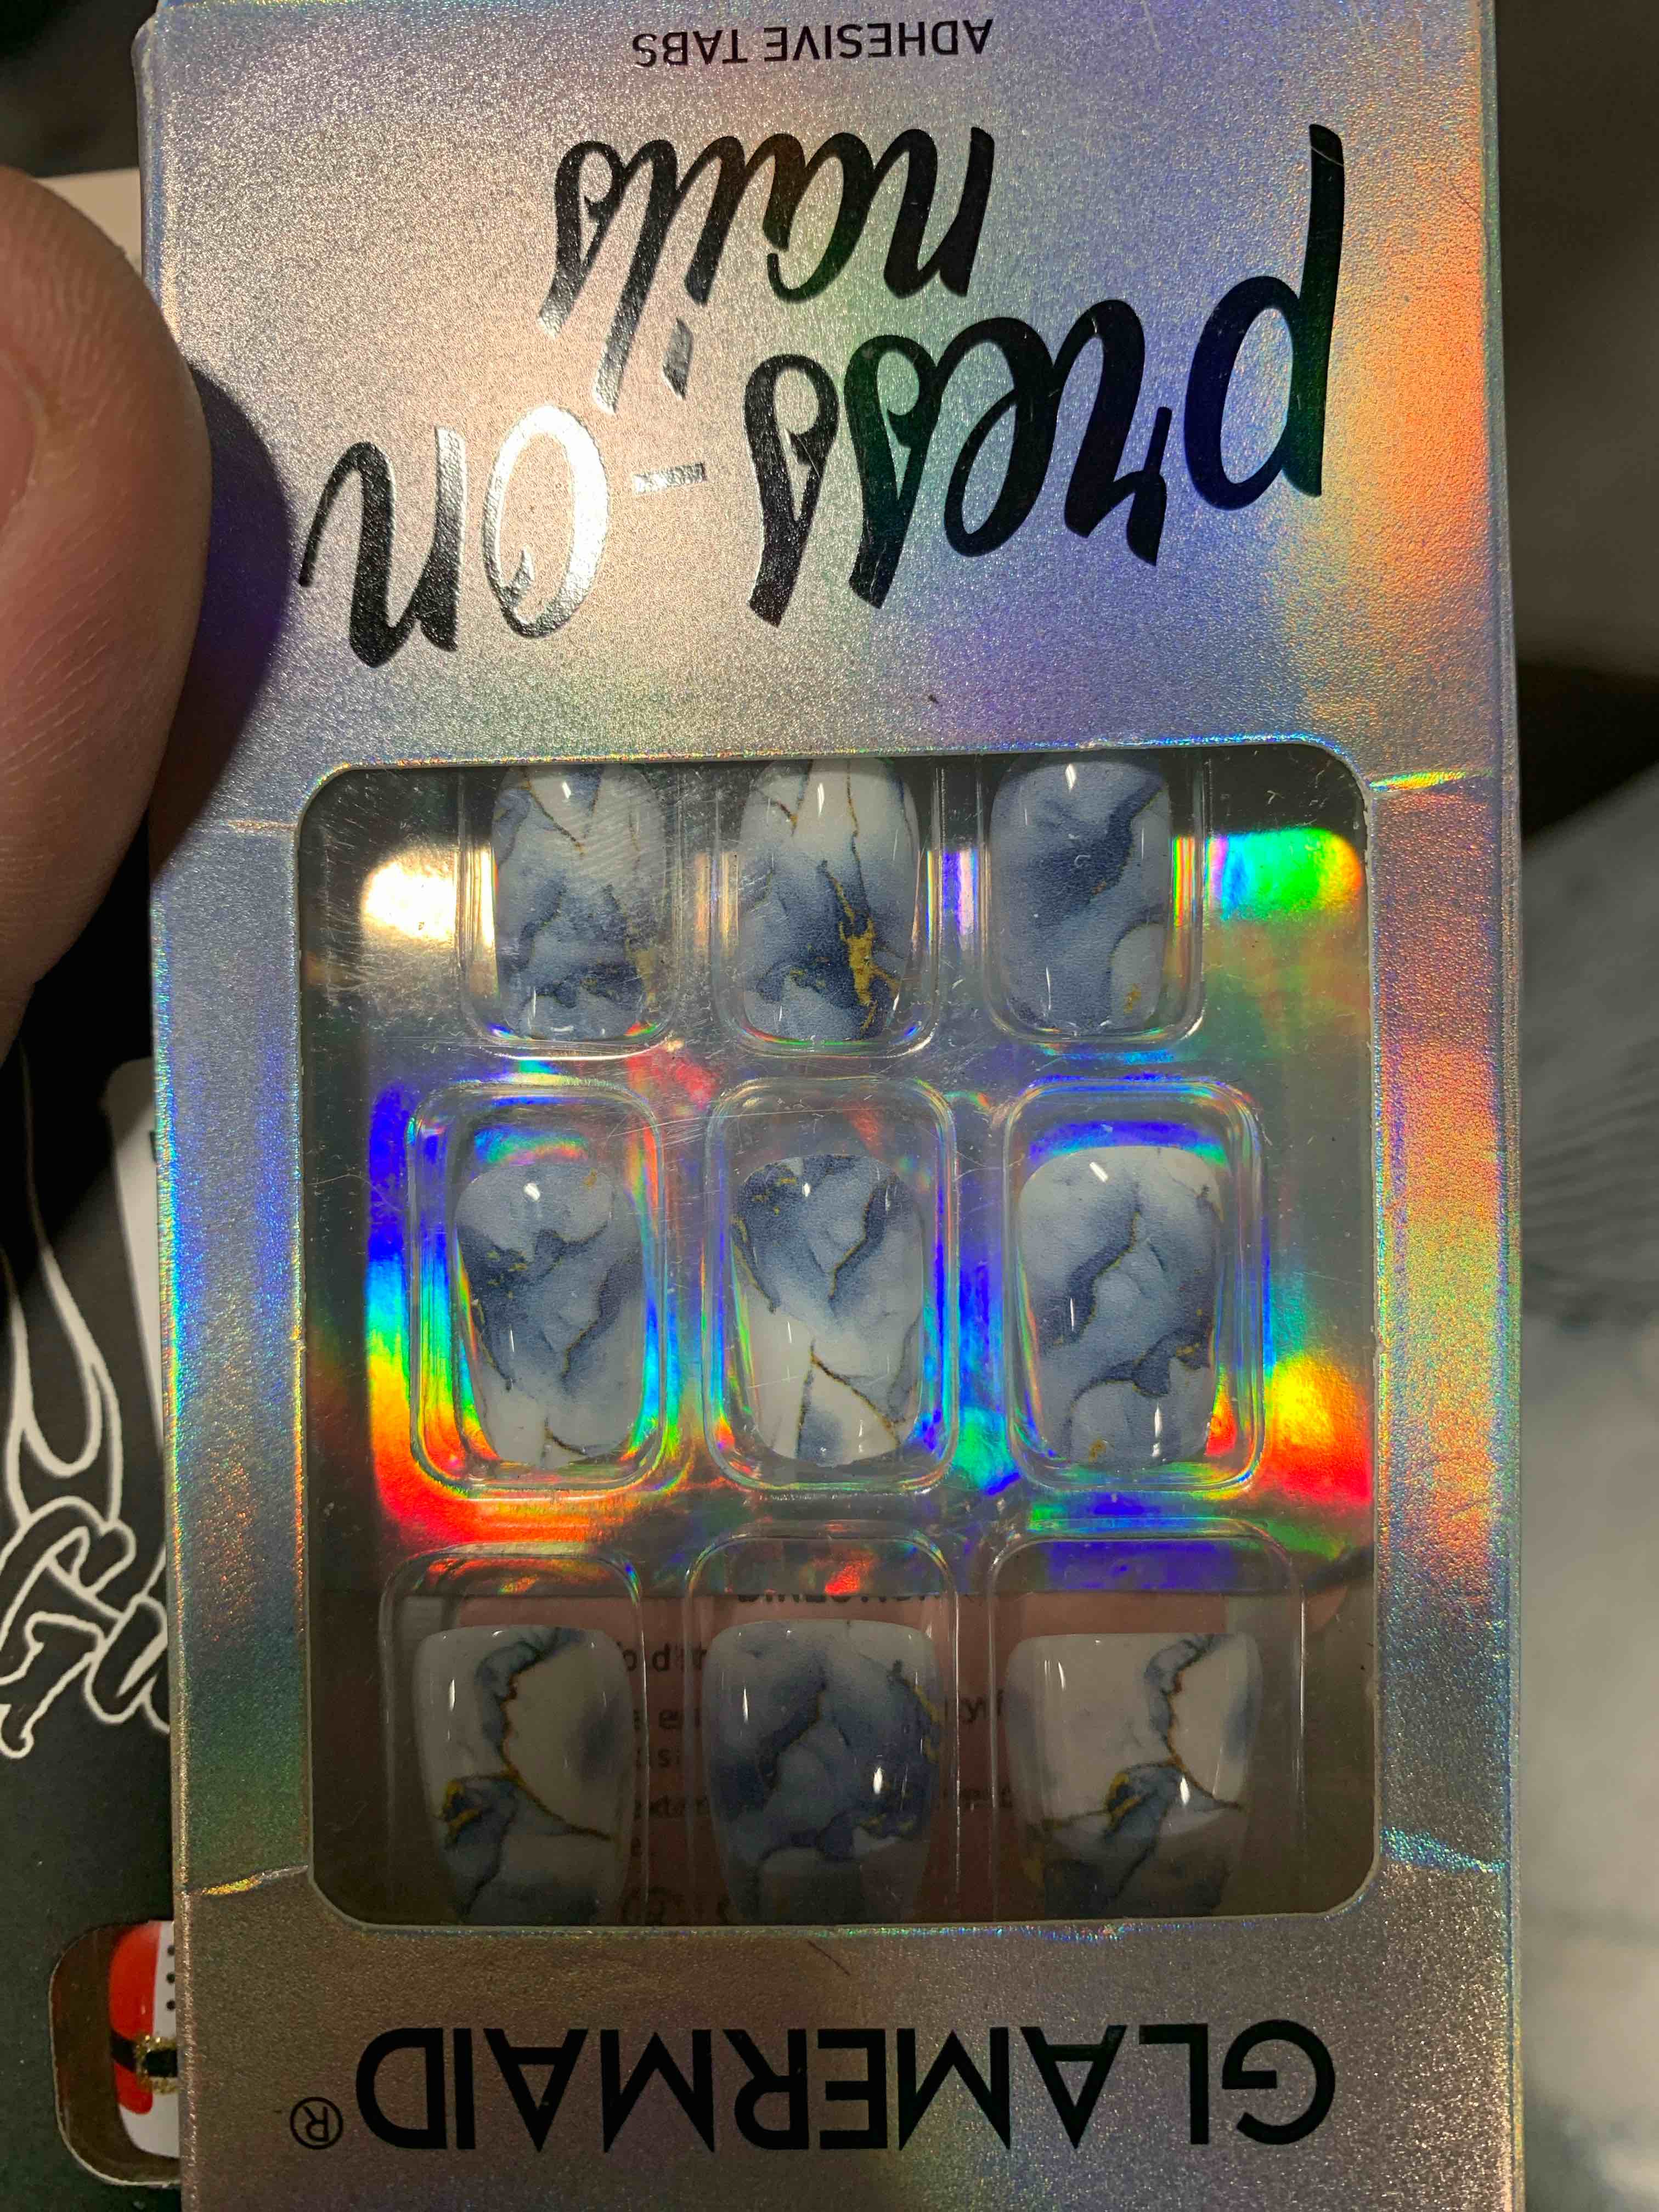 GLAMERMAID®
press-on
nails
ADHESIVE TABS